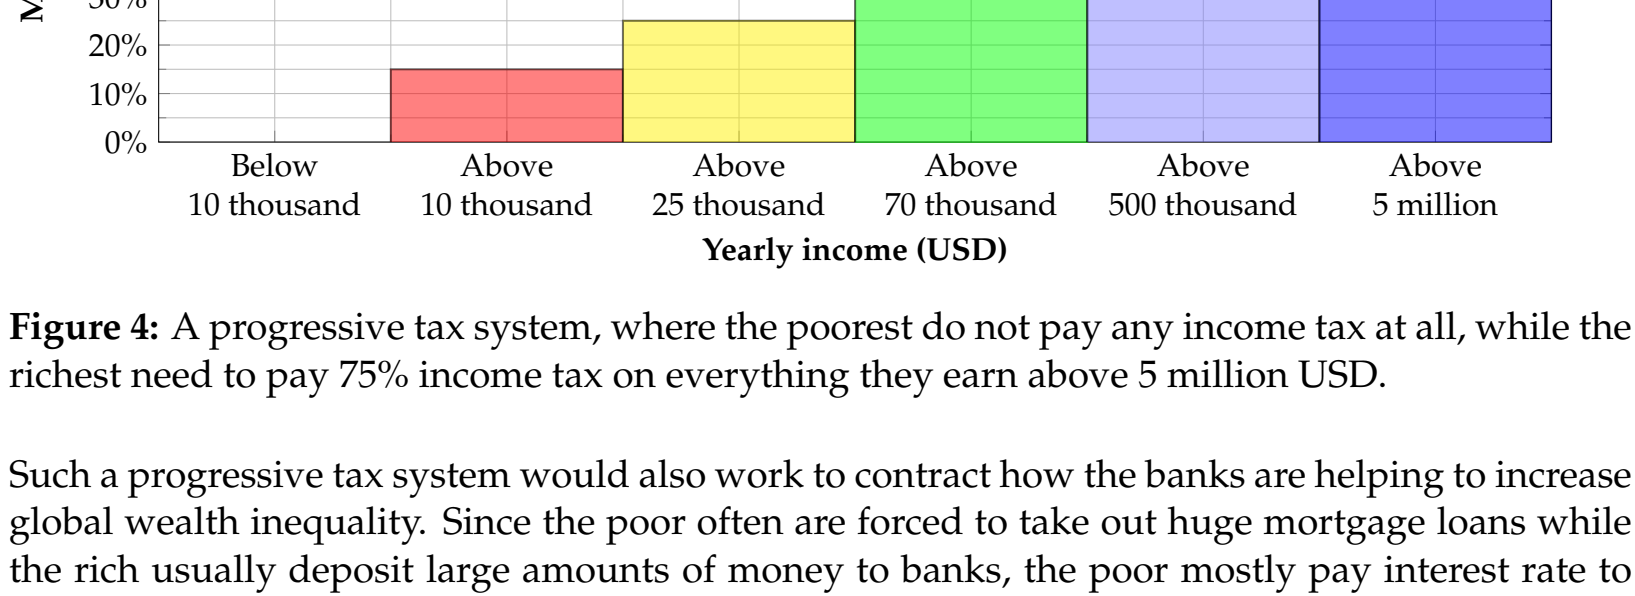 20%
10%
0%
Below Above Above Above Above Above
10 thousand 10 thousand 25 thousand 70 thousand 500 thousand 5 million
Yearly income (USD)
Figure 4: A progressive tax system, where the poorest do not pay any income tax at all, while the
richest need to pay 75% income tax on everything they earn above 5 million USD.
Such a progressive tax system would also work to contract how the banks are helping to increase
global wealth inequality. Since the poor often are forced to take out huge mortgage loans while
the rich usually deposit large amounts of money to banks, the poor mostly pay interest rate to